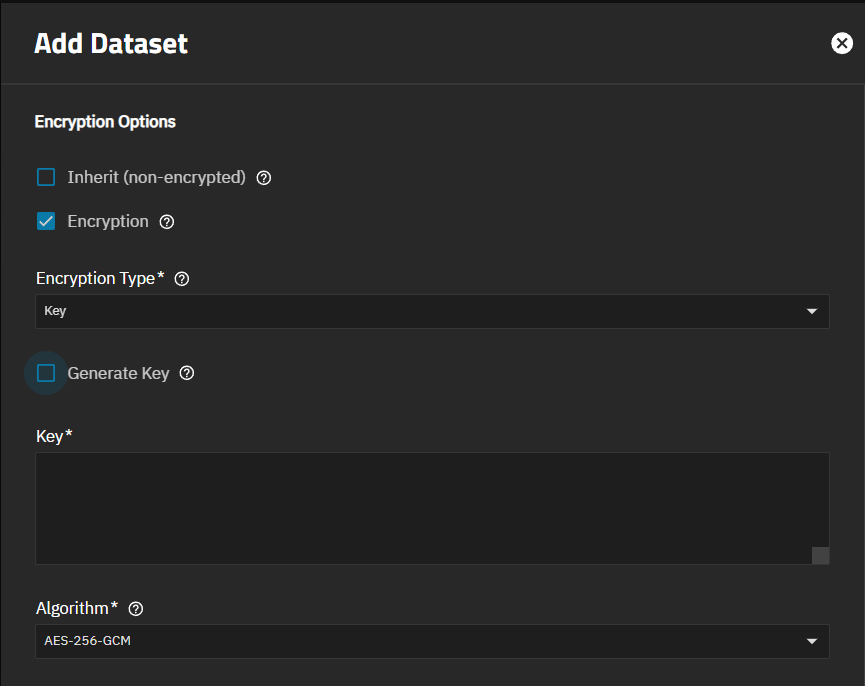 Add Dataset
Encryption Options
Inherit (non-encrypted)
Encryption
Encryption Type*
Key
Generate Key
Key*
Algorithm*
AES-256-GCM